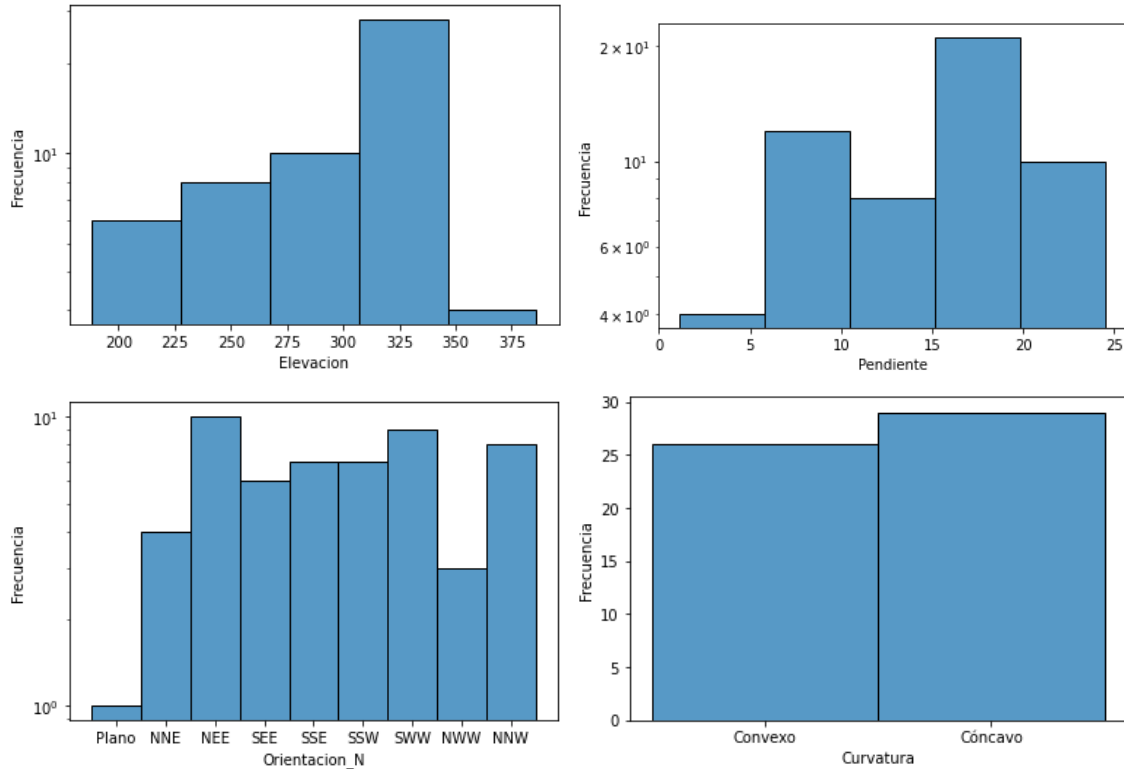 Frecuencia
10¹
200 225 250 275 300 325 350 375
Elevacion
Frecuencia
2 × 10¹
10¹
6 × 10⁰
4 × 10⁰
0 5 10 15 20 25
Pendiente
Frecuencia
10¹
10⁰
Plano NNE NEE SEE SSE SSW SWW NWW NNW
Orientacion_N
Frecuencia
30
25
20
15
10
5
0
Convexo Cóncavo
Curvatura